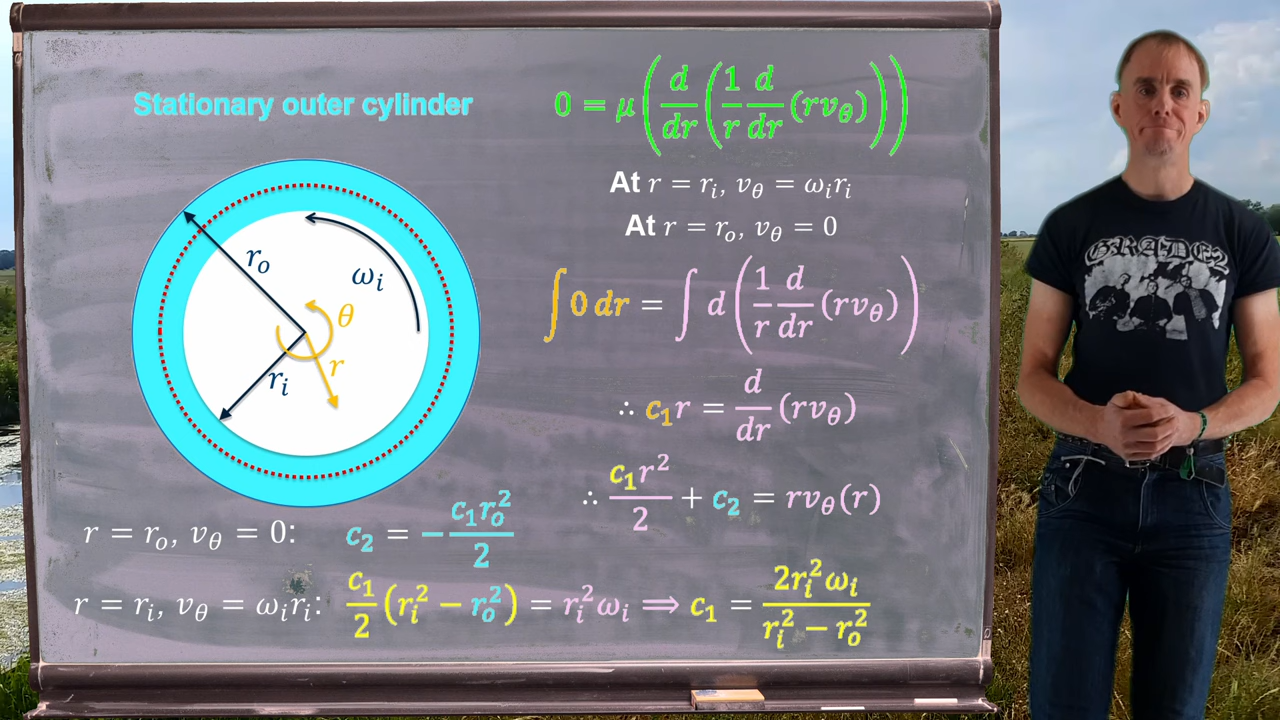 Stationary outer cylinder
0 = μ(d/dr(1/r d/dr(rv_θ)))
At r = r_i, v_θ = ω_i r_i
At r = r_o, v_θ = 0
∫0 dr = ∫ d(1/r d/dr(rv_θ))
∴ c_1 r = d/dr(rv_θ)
∴ c_1 r^2/2 + c_2 = rv_θ(r)
r_o
ω_i
θ
r
r_i
r = r_o, v_θ = 0: c_2 = −c_1 r_o^2/2
r = r_i, v_θ = ω_i r_i: c_1/2 (r_i^2 − r_o^2) = r_i^2 ω_i ⟹ c_1 = 2r_i^2 ω_i/(r_i^2 − r_o^2)
GRADE2